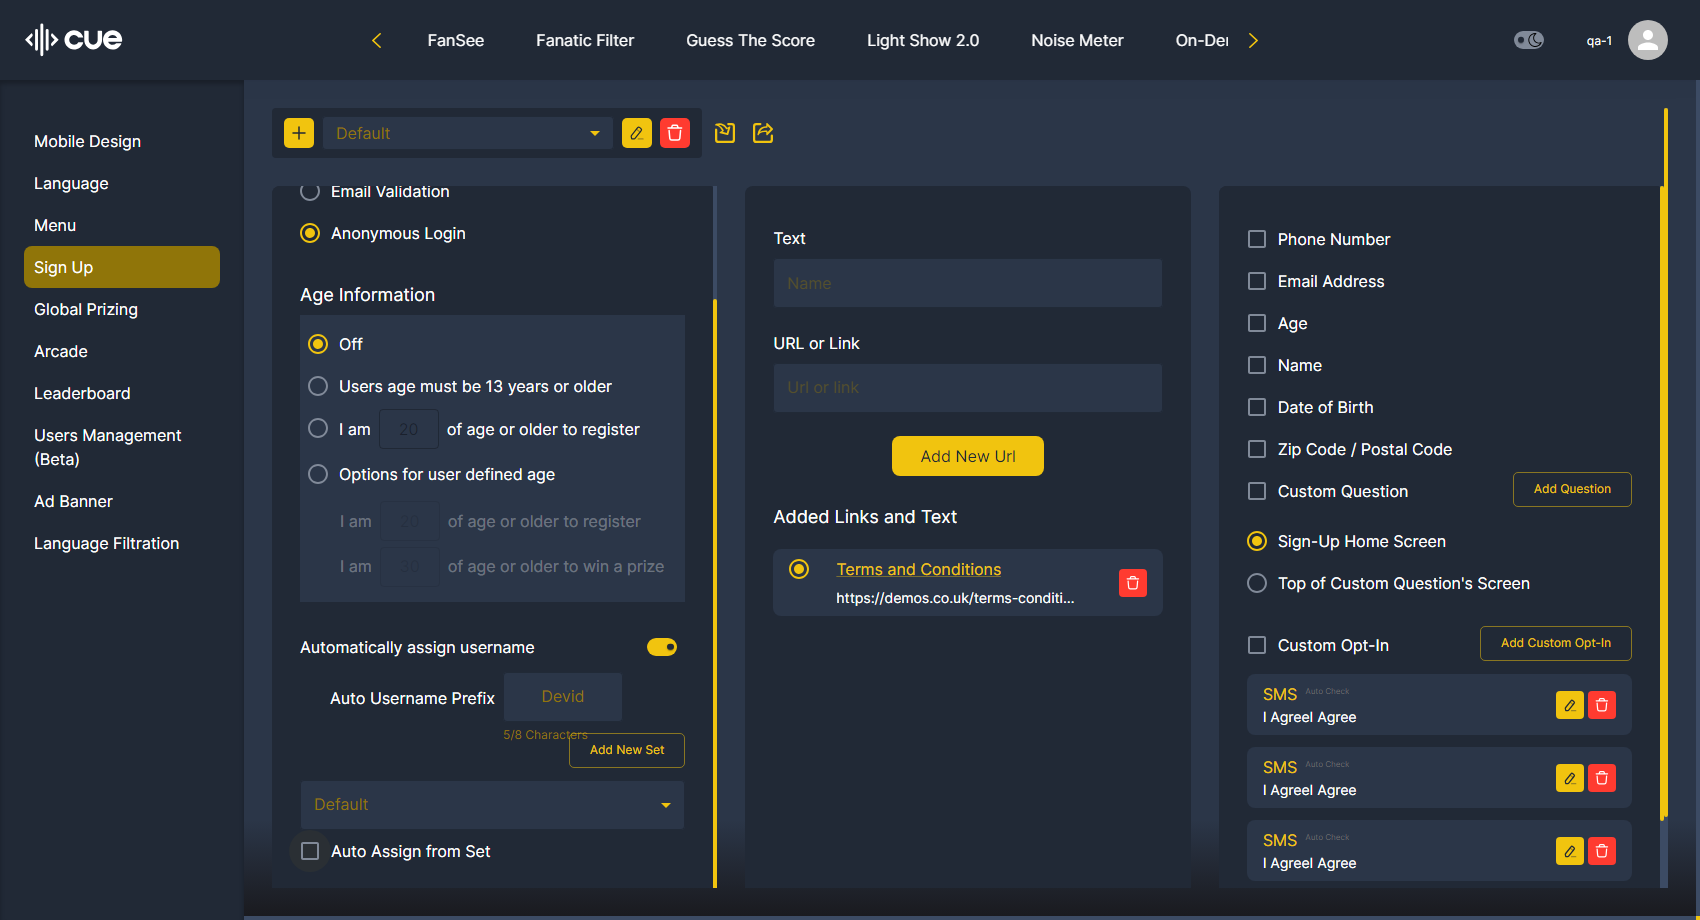 cue
FanSee
Fanatic Filter
Guess The Score
Light Show 2.0
Noise Meter
On-De
qa-1
Mobile Design
Language
Menu
Sign Up
Global Prizing
Arcade
Leaderboard
Users Management
(Beta)
Ad Banner
Language Filtration
Default
Email Validation
Anonymous Login
Age Information
Off
Users age must be 13 years or older
I am 20 of age or older to register
Options for user defined age
I am 20 of age or older to register
I am 30 of age or older to win a prize
Automatically assign username
Auto Username Prefix Devid
5/8 Characters
Add New Set
Default
Auto Assign from Set
Text
Name
URL or Link
Url or link
Add New Url
Added Links and Text
Terms and Conditions
https://demos.co.uk/terms-conditi...
Phone Number
Email Address
Age
Name
Date of Birth
Zip Code / Postal Code
Custom Question Add Question
Sign-Up Home Screen
Top of Custom Question's Screen
Custom Opt-In Add Custom Opt-In
SMS Auto Check
I Agreel Agree
SMS Auto Check
I Agreel Agree
SMS Auto Check
I Agreel Agree